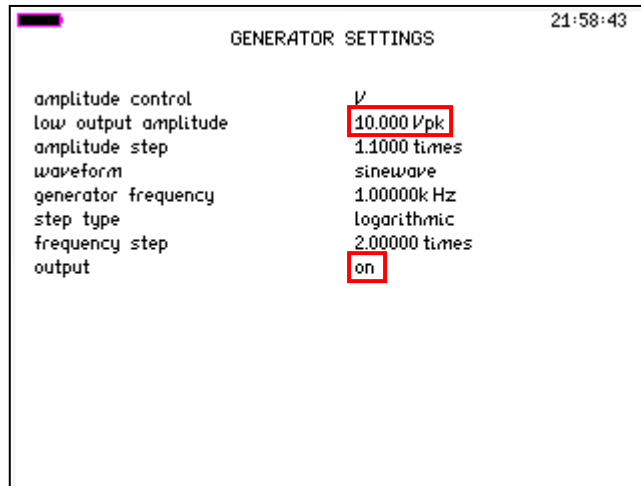 21:58:43
GENERATOR SETTINGS
amplitude control V
low output amplitude 10.000 Vpk
amplitude step 1.1000 times
waveform sinewave
generator frequency 1.00000k Hz
step type logarithmic
frequency step 2.00000 times
output on